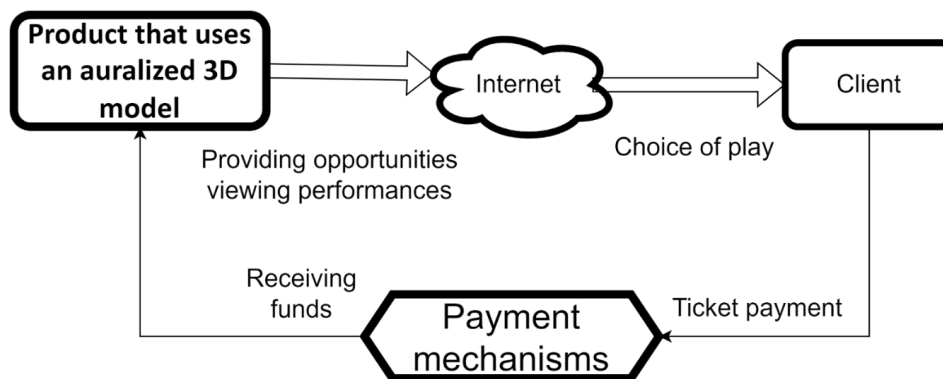 Product that uses
an auralized 3D
model
Internet
Client
Providing opportunities
viewing performances
Choice of play
Receiving
funds
Payment
mechanisms
Ticket payment